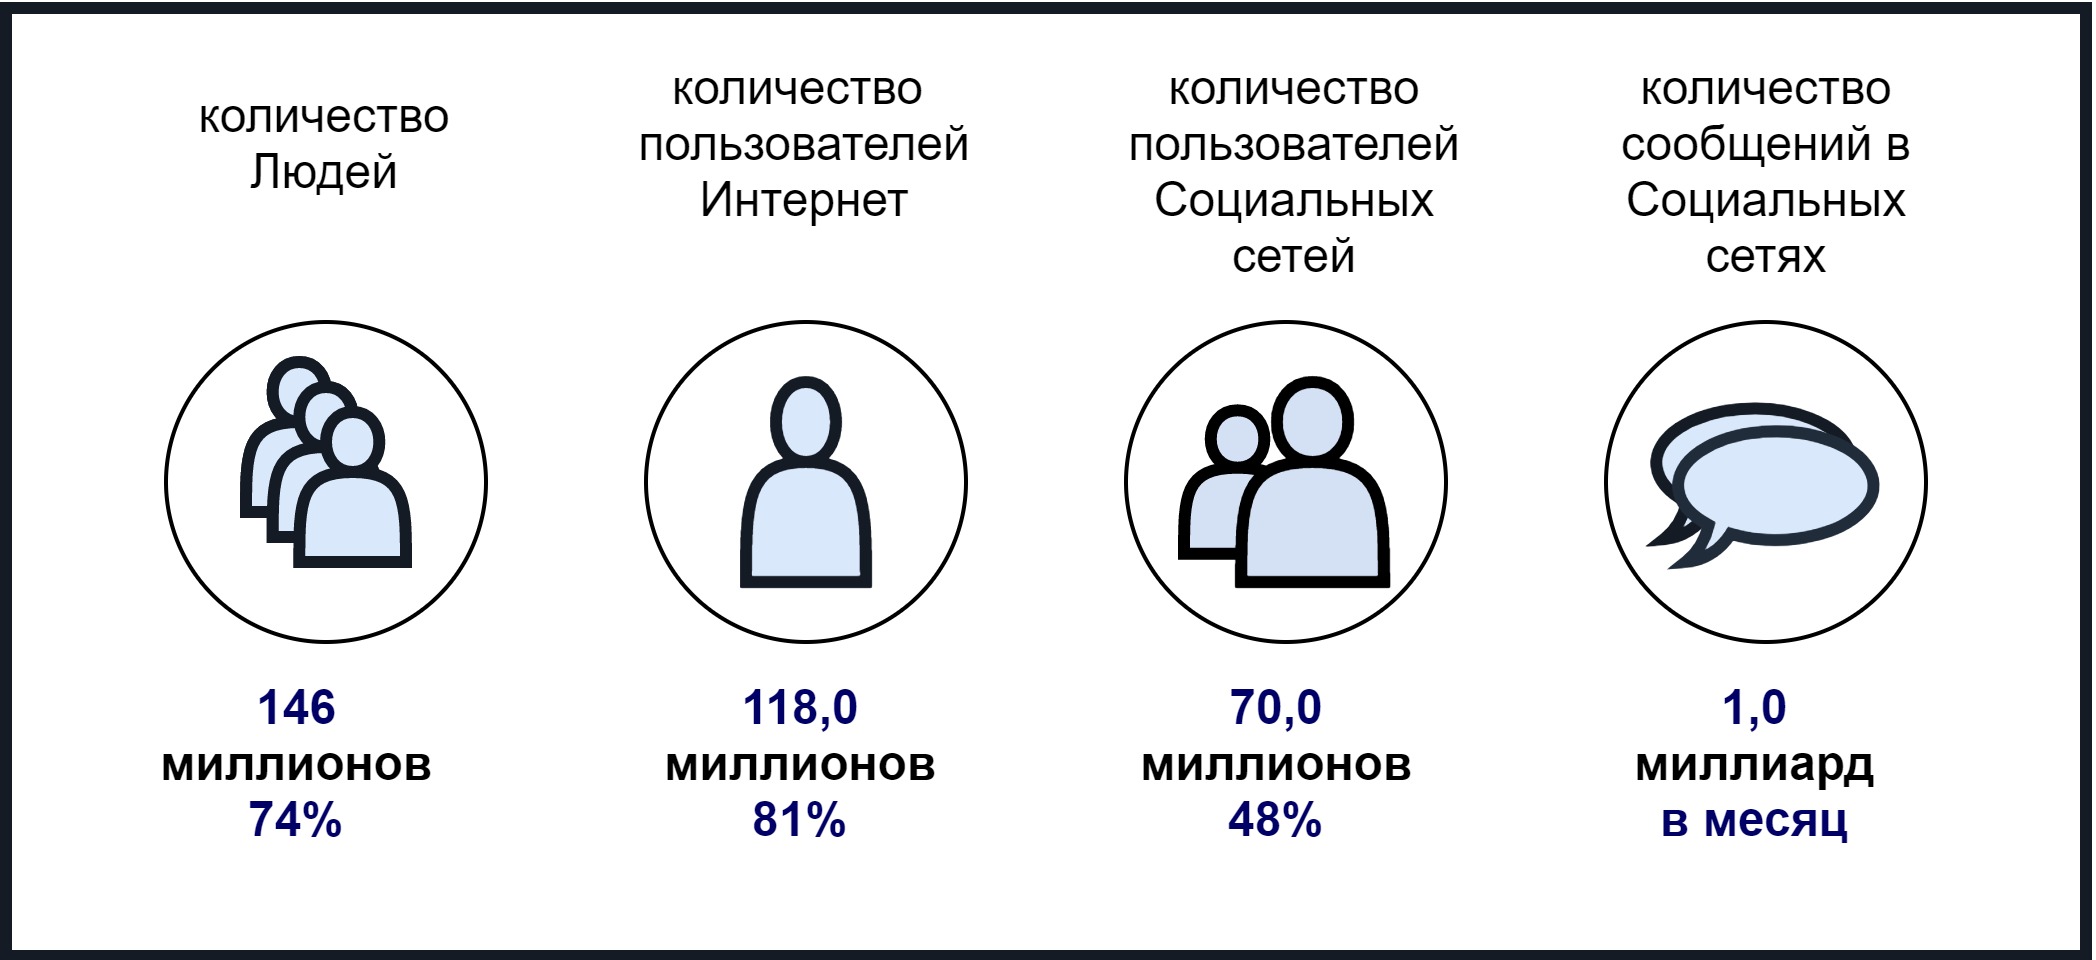 количество
Людей
количество
пользователей
Интернет
количество
пользователей
Социальных
сетей
количество
сообщений в
Социальных
сетях
146
миллионов
74%
118,0
миллионов
81%
70,0
миллионов
48%
1,0
миллиард
в месяц